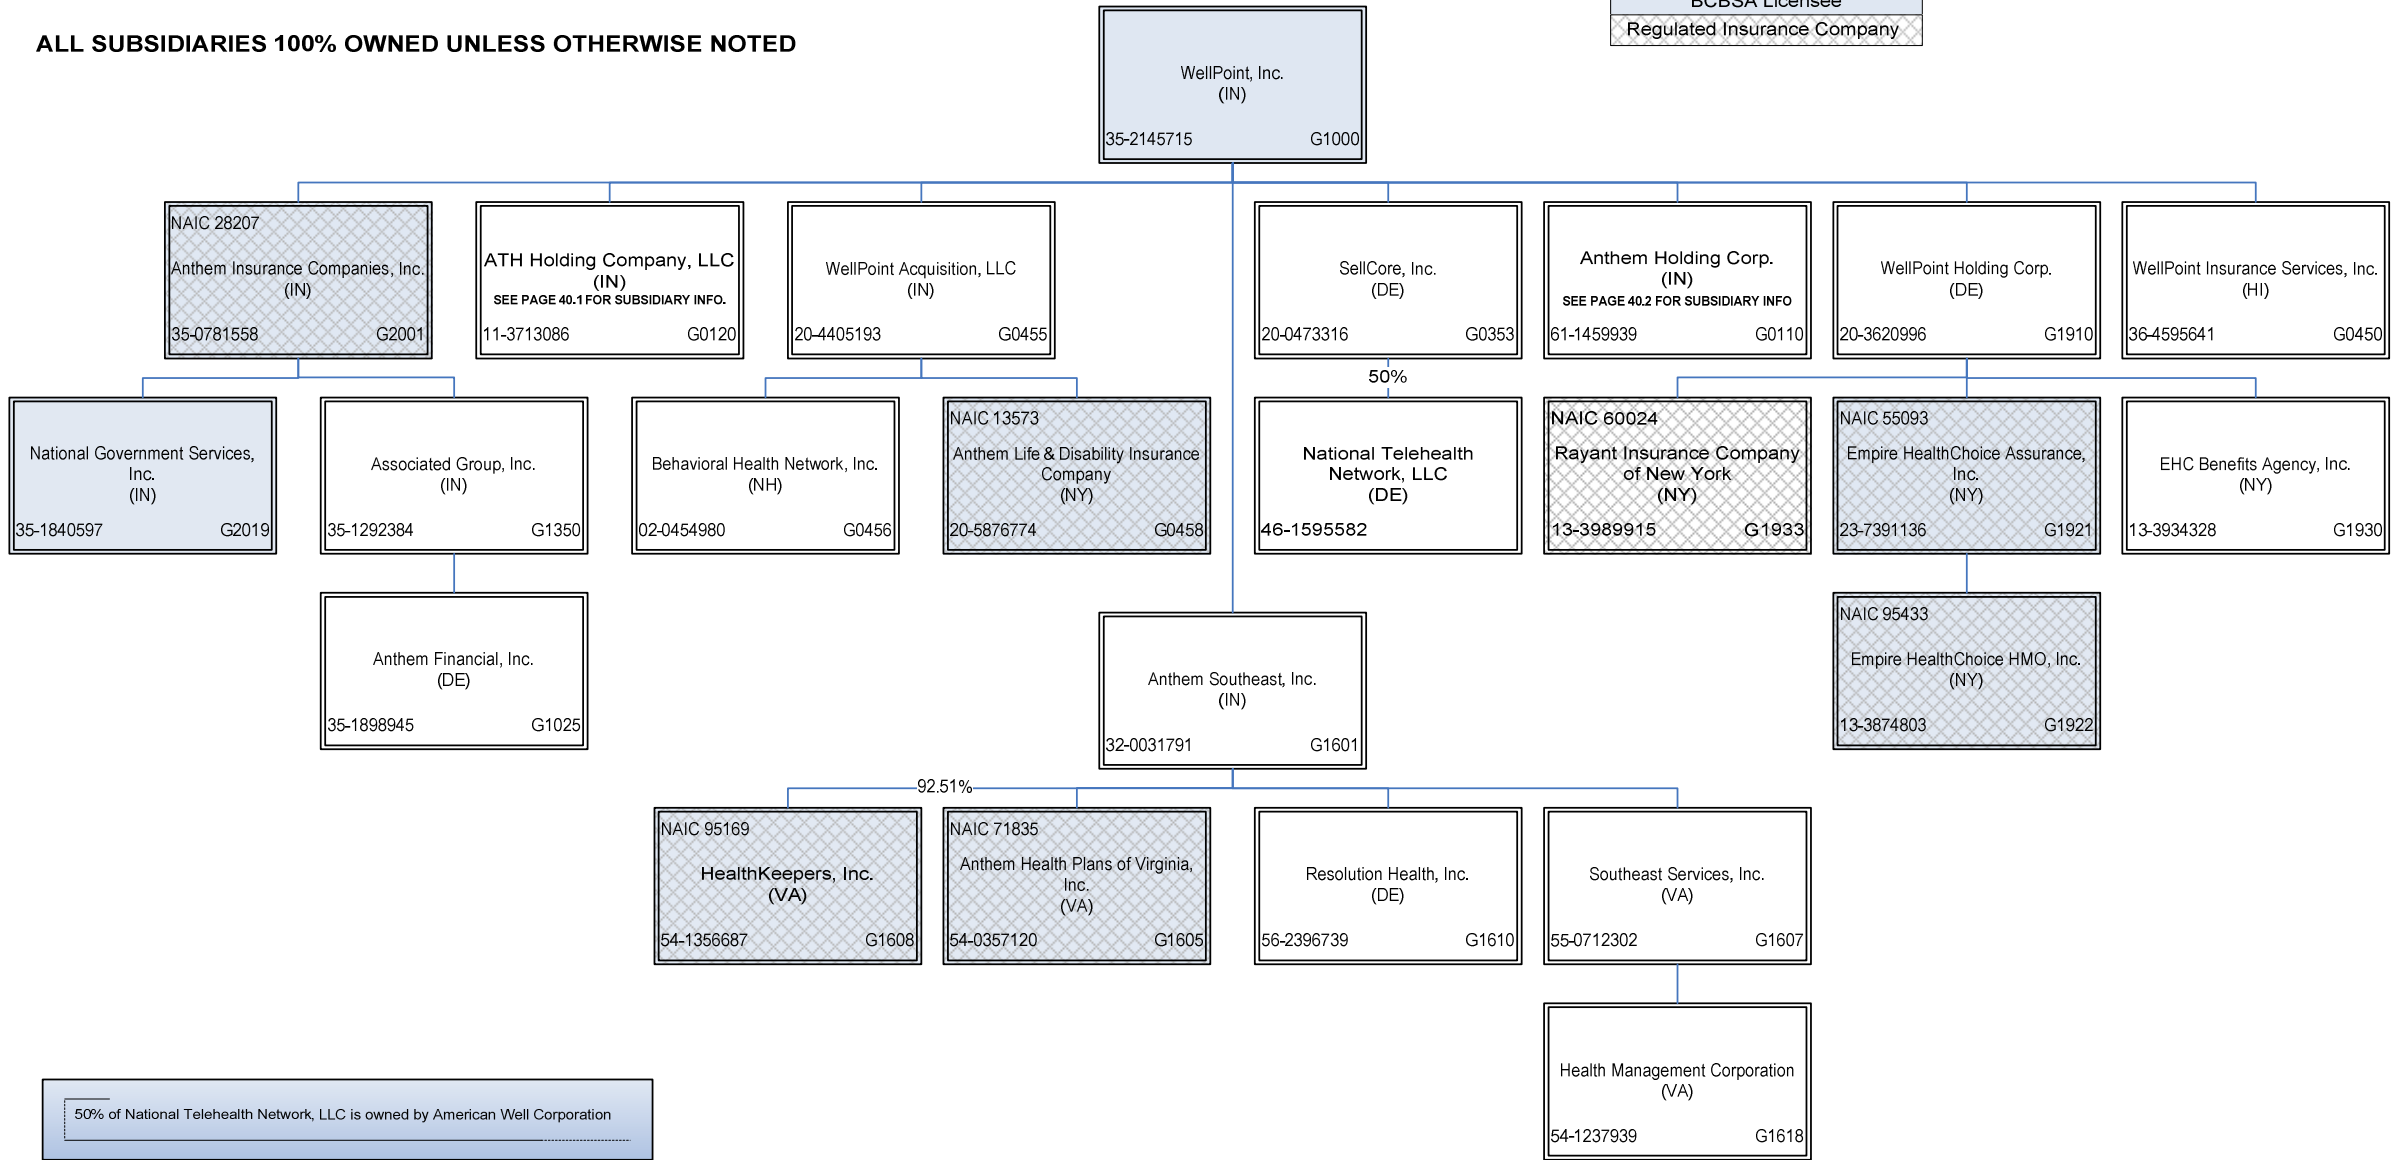 BCBSA Licensee
Regulated Insurance Company
ALL SUBSIDIARIES 100% OWNED UNLESS OTHERWISE NOTED
WellPoint, Inc.
(IN)
35-2145715 G1000
NAIC 28207
Anthem Insurance Companies, Inc.
(IN)
35-0781558 G2001
ATH Holding Company, LLC
(IN)
SEE PAGE 40.1 FOR SUBSIDIARY INFO.
11-3713086 G0120
WellPoint Acquisition, LLC
(IN)
20-4405193 G0455
SellCore, Inc.
(DE)
20-0473316 G0353
Anthem Holding Corp.
(IN)
SEE PAGE 40.2 FOR SUBSIDIARY INFO
61-1459939 G0110
WellPoint Holding Corp.
(DE)
20-3620996 G1910
WellPoint Insurance Services, Inc.
(HI)
36-4595641 G0450
50%
National Government Services,
Inc.
(IN)
35-1840597 G2019
Associated Group, Inc.
(IN)
35-1292384 G1350
Behavioral Health Network, Inc.
(NH)
02-0454980 G0456
NAIC 13573
Anthem Life & Disability Insurance
Company
(NY)
20-5876774 G0458
National Telehealth
Network, LLC
(DE)
46-1595582
NAIC 60024
Rayant Insurance Company
of New York
(NY)
13-3989915 G1933
NAIC 55093
Empire HealthChoice Assurance,
Inc.
(NY)
23-7391136 G1921
EHC Benefits Agency, Inc.
(NY)
13-3934328 G1930
Anthem Financial, Inc.
(DE)
35-1898945 G1025
Anthem Southeast, Inc.
(IN)
32-0031791 G1601
NAIC 95433
Empire HealthChoice HMO, Inc.
(NY)
13-3874803 G1922
92.51%
NAIC 95169
HealthKeepers, Inc.
(VA)
54-1356687 G1608
NAIC 71835
Anthem Health Plans of Virginia,
Inc.
(VA)
54-0357120 G1605
Resolution Health, Inc.
(DE)
56-2396739 G1610
Southeast Services, Inc.
(VA)
55-0712302 G1607
Health Management Corporation
(VA)
54-1237939 G1618
50% of National Telehealth Network, LLC is owned by American Well Corporation